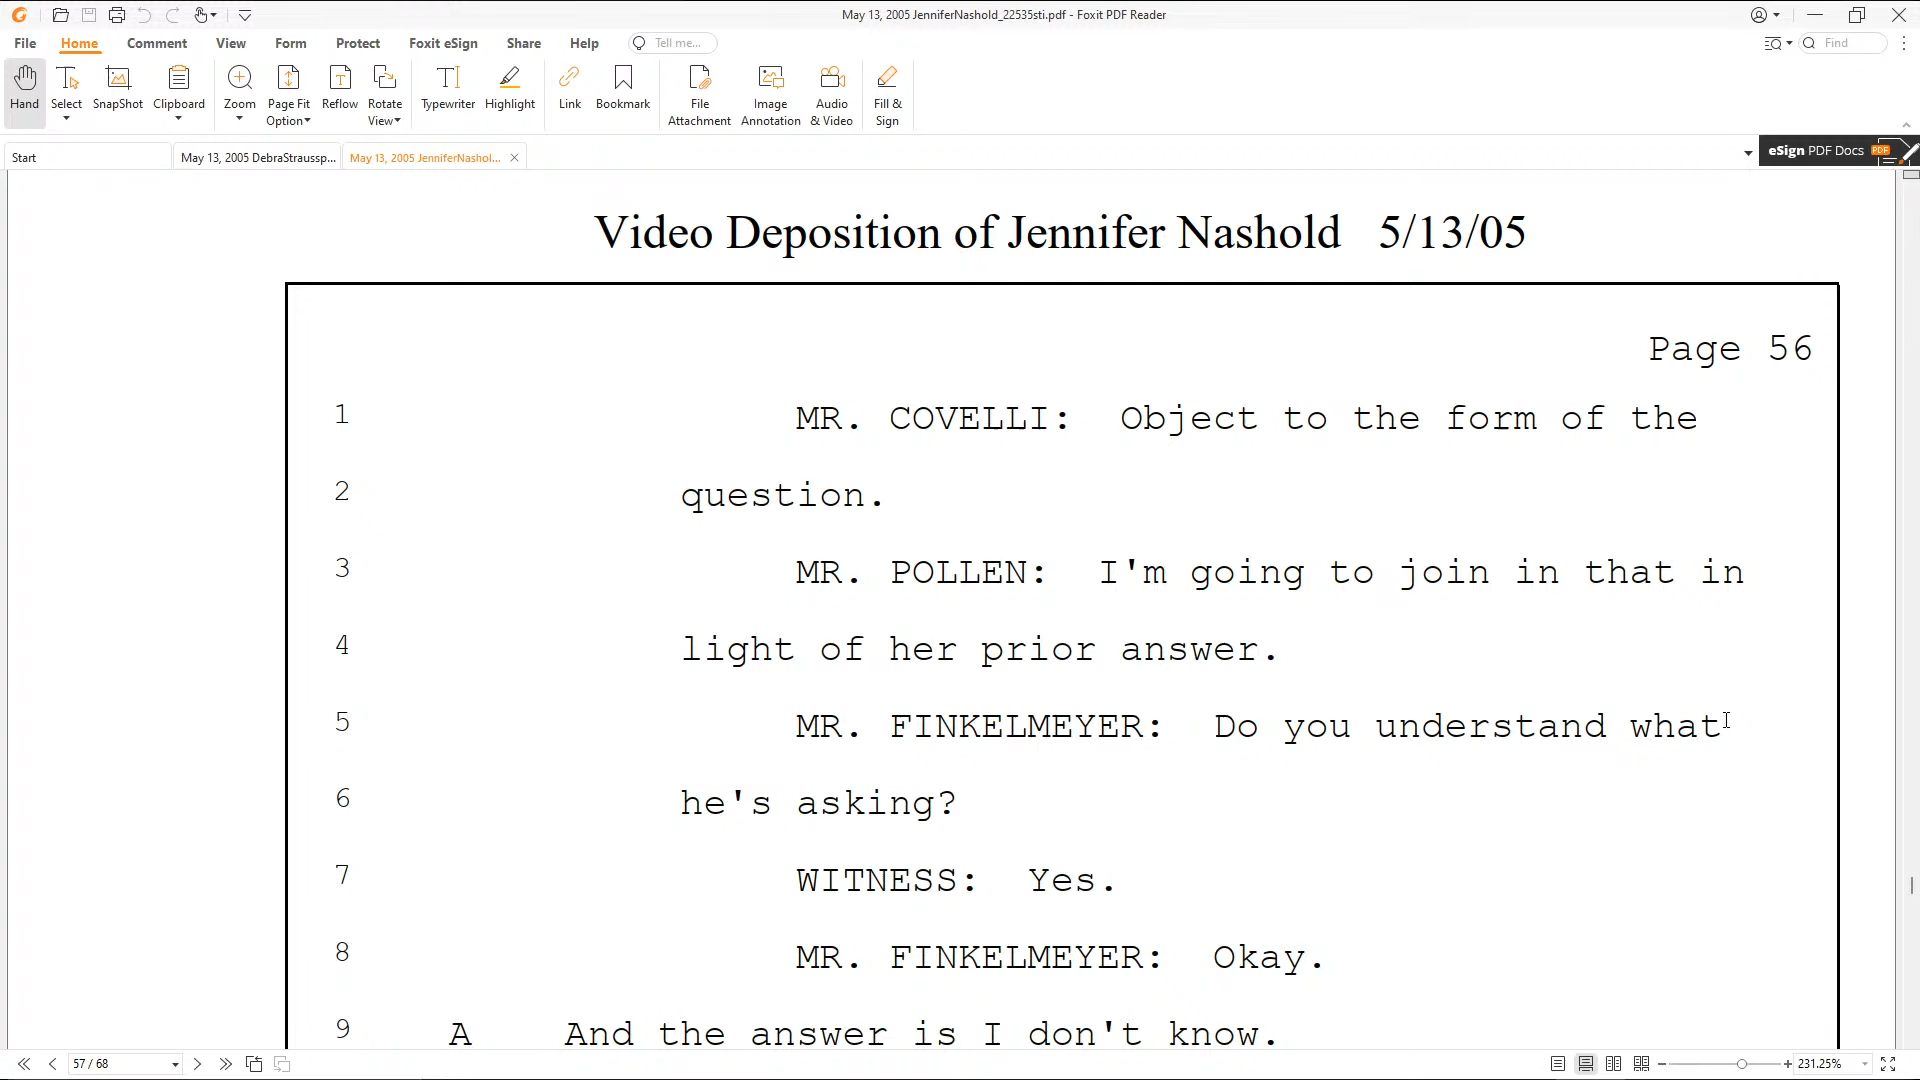 May 13, 2005 JenniferNashold_22535sti.pdf - Foxit PDF Reader
File Home Comment View Form Protect Foxit eSign Share Help Tell me... Find
Hand Select SnapShot Clipboard Zoom Page Fit Option Reflow Rotate View Typewriter Highlight Link Bookmark File Attachment Image Annotation Audio & Video Fill & Sign
Start May 13, 2005 DebraStraussp... May 13, 2005 JenniferNashol... eSign PDF Docs PDF
Video Deposition of Jennifer Nashold 5/13/05
Page 56
1 MR. COVELLI: Object to the form of the
2 question.
3 MR. POLLEN: I'm going to join in that in
4 light of her prior answer.
5 MR. FINKELMEYER: Do you understand what
6 he's asking?
7 WITNESS: Yes.
8 MR. FINKELMEYER: Okay.
9 A And the answer is I don't know.
57 / 68 231.25%